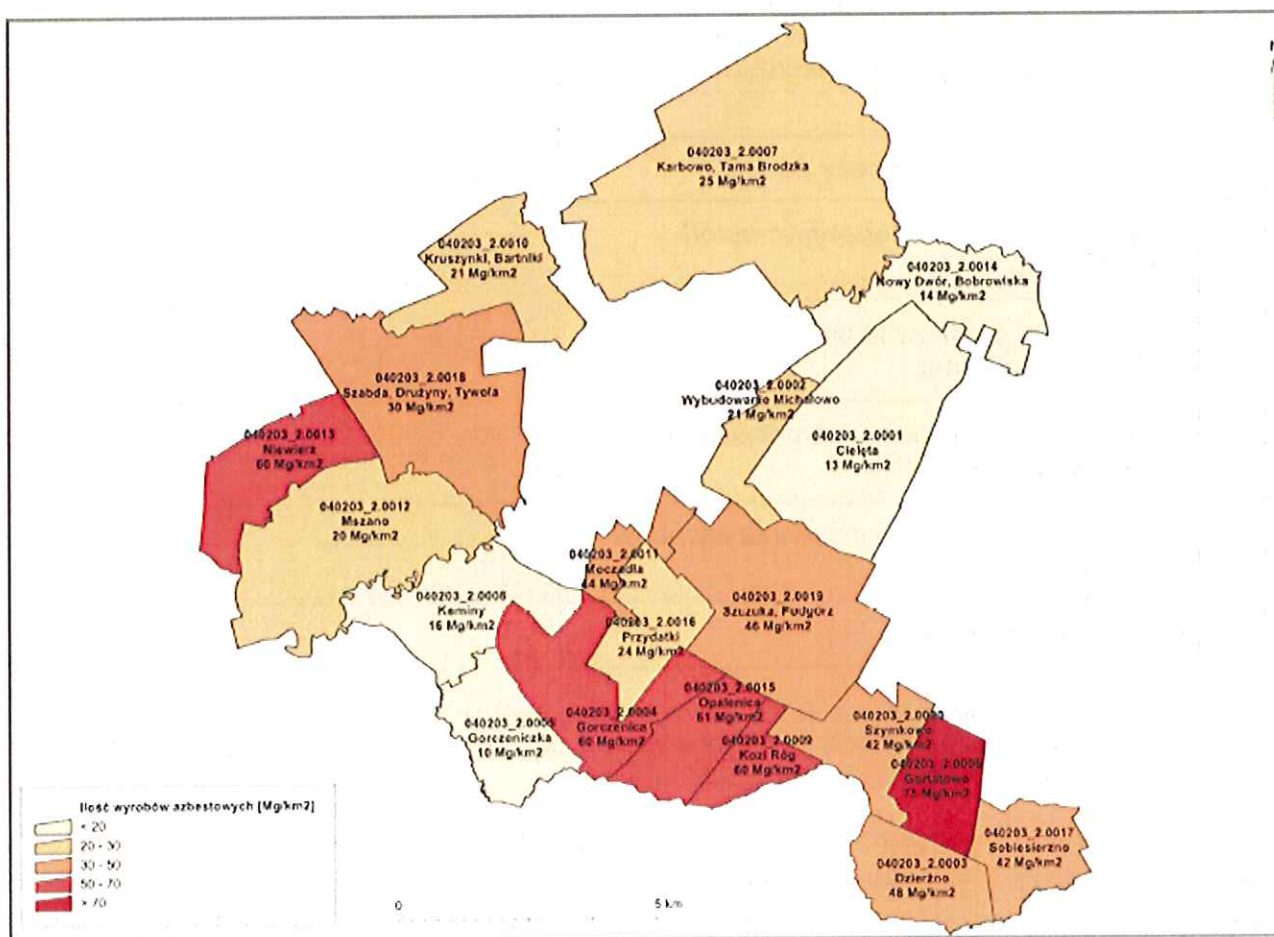 040203_2.0007
Karbowo, Tama Brodzka
25 Mg/km2
040203_2.0010
Kruszynki, Bartniki
21 Mg/km2
040203_2.0014
Nowy Dwór, Bobrowiska
14 Mg/km2
040203_2.0018
Szabda, Drużyny, Tywola
30 Mg/km2
040203_2.0002
Wybudowanie Michałowo
21 Mg/km2
040203_2.0013
Niewierz
60 Mg/km2
040203_2.0001
Cielęta
13 Mg/km2
040203_2.0012
Mszano
20 Mg/km2
040203_2.0011
Moczadła
44 Mg/km2
040203_2.0008
Kominy
16 Mg/km2
040203_2.0019
Szczuka, Podgórz
46 Mg/km2
040203_2.0016
Przydatki
24 Mg/km2
040203_2.0015
Opalenica
61 Mg/km2
040203_2.0004
Gorczenica
60 Mg/km2
040203_2.0005
Gorczeniczka
10 Mg/km2
040203_2.0009
Kozi Róg
60 Mg/km2
Szymkowo
42 Mg/km2
040203_2.0006
Gortatowo
73 Mg/km2
040203_2.0017
Sobiesierzno
42 Mg/km2
040203_2.0003
Dzierżno
48 Mg/km2
Ilość wyrobów azbestowych [Mg/km2]
< 20
20 - 30
30 - 50
50 - 70
> 70
0
5 km